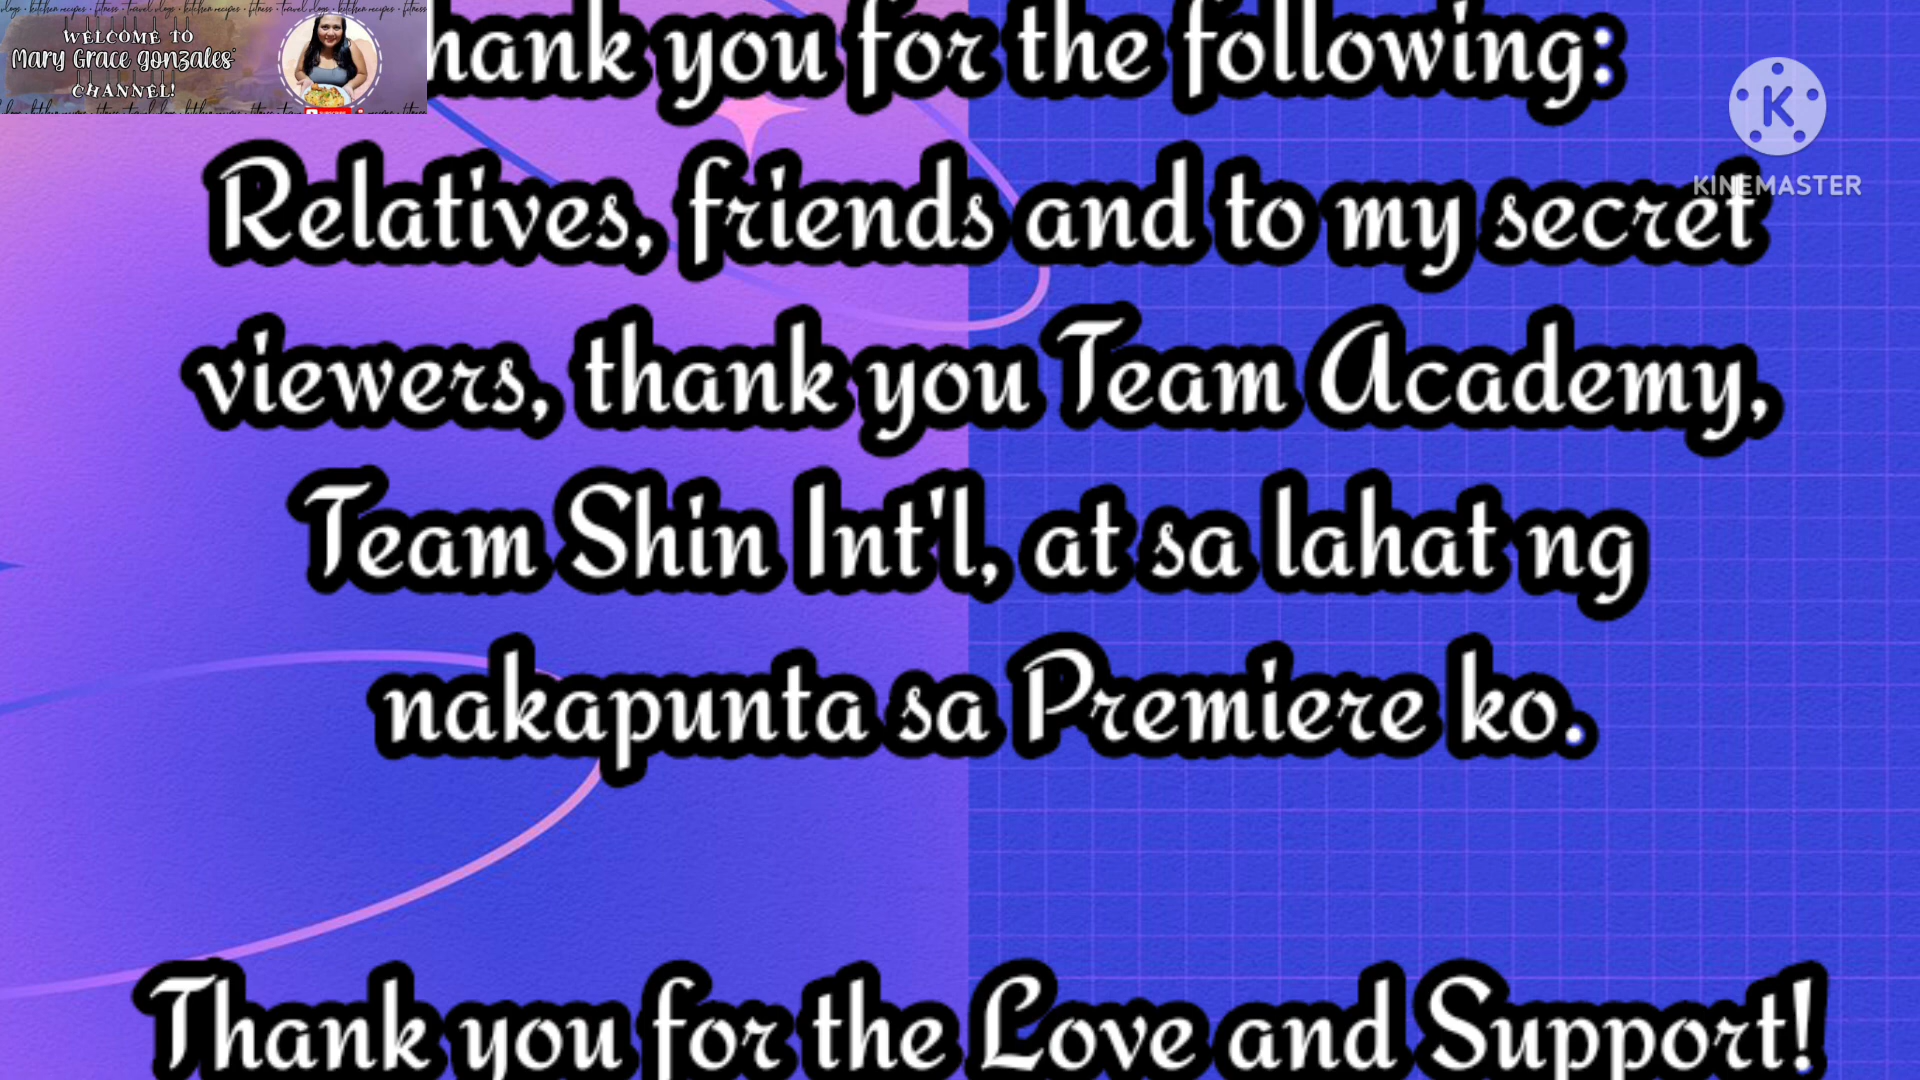 WELCOME TO
Mary Grace Gonzales'
CHANNEL!
hank you for the following:
KINEMASTER
Relatives, friends and to my secret
viewers, thank you Team Academy,
Team Shin Int'l, at sa lahat ng
nakapunta sa Premiere ko.
Thank you for the Love and Support!